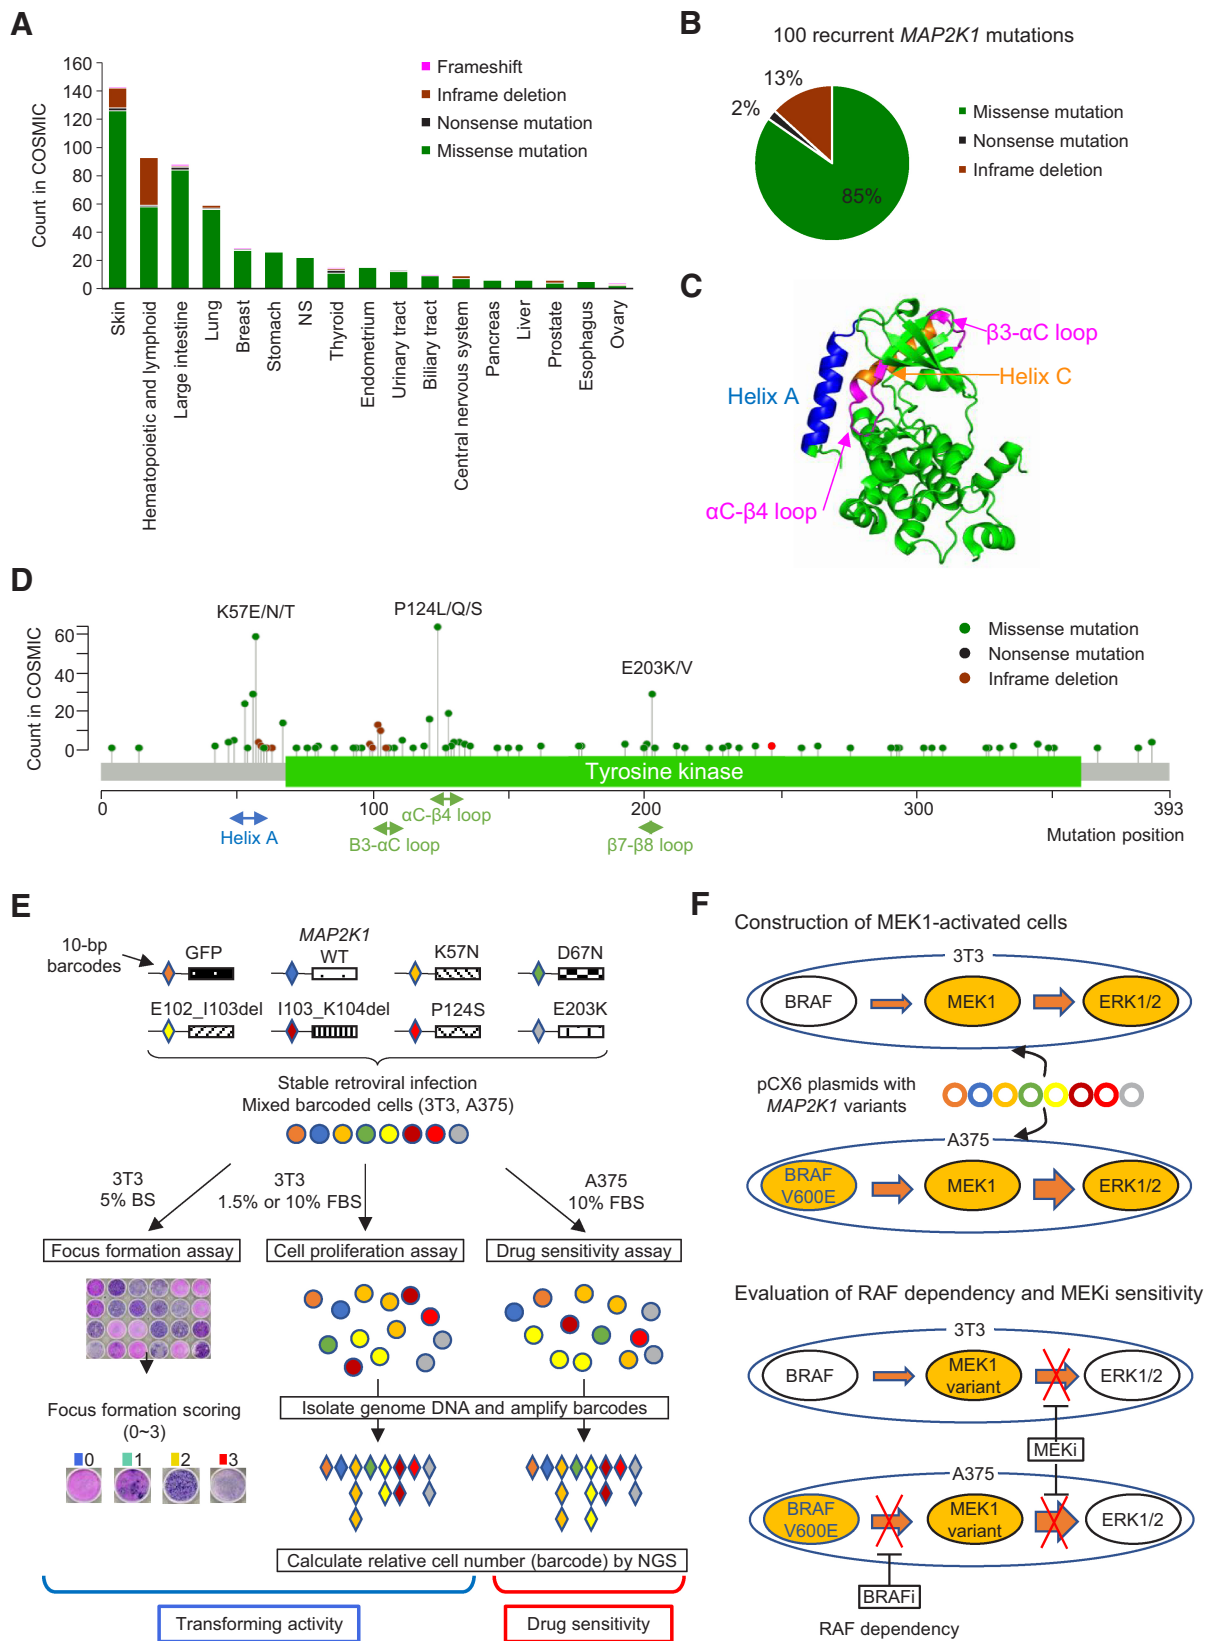 A
Count in COSMIC
160
140
120
100
80
60
40
20
0
Frameshift
Inframe deletion
Nonsense mutation
Missense mutation
Skin
Hematopoietic and lymphoid
Large intestine
Lung
Breast
Stomach
NS
Thyroid
Endometrium
Urinary tract
Biliary tract
Central nervous system
Pancreas
Liver
Prostate
Esophagus
Ovary
B
100 recurrent MAP2K1 mutations
13%
2%
85%
Missense mutation
Nonsense mutation
Inframe deletion
C
β3-αC loop
Helix C
Helix A
αC-β4 loop
D
Count in COSMIC
60
40
20
0
K57E/N/T
P124L/Q/S
E203K/V
Missense mutation
Nonsense mutation
Inframe deletion
Tyrosine kinase
0
100
200
300
393
Helix A
αC-β4 loop
B3-αC loop
β7-β8 loop
Mutation position
E
10-bp
barcodes
GFP
MAP2K1
WT
K57N
D67N
E102_I103del
I103_K104del
P124S
E203K
Stable retroviral infection
Mixed barcoded cells (3T3, A375)
3T3
5% BS
3T3
1.5% or 10% FBS
A375
10% FBS
Focus formation assay
Cell proliferation assay
Drug sensitivity assay
Focus formation scoring
(0~3)
0
1
2
3
Isolate genome DNA and amplify barcodes
Calculate relative cell number (barcode) by NGS
Transforming activity
Drug sensitivity
F
Construction of MEK1-activated cells
3T3
BRAF
MEK1
ERK1/2
pCX6 plasmids with
MAP2K1 variants
A375
BRAF
V600E
MEK1
ERK1/2
Evaluation of RAF dependency and MEKi sensitivity
3T3
BRAF
MEK1
variant
ERK1/2
MEKi
A375
BRAF
V600E
MEK1
variant
ERK1/2
BRAFi
RAF dependency